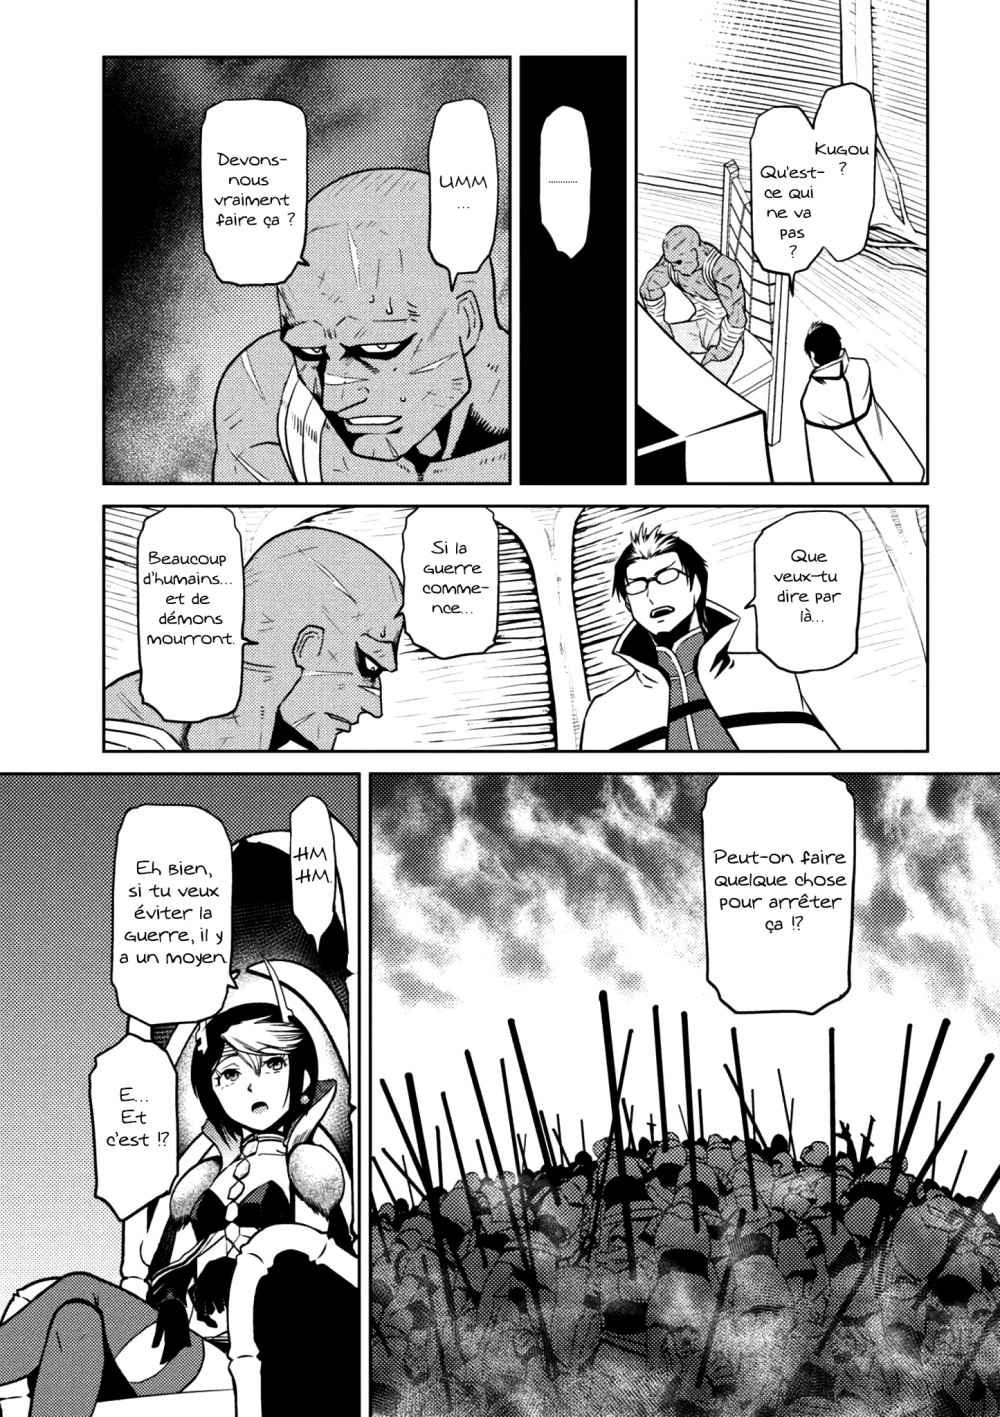 Kugou
?
Qu'est-
ce qui
ne va
pas
?
..............
UMM
...
Devons-
nous
vraiment
faire ça ?
Que
veux-tu
dire par
là...
Si la
guerre
comme-
nce...
Beaucoup
d'humains...
et de
démons
mourront.
Peut-on faire
quelque chose
pour arrêter
ça !?
HM
HM.
Eh bien,
si tu veux
éviter la
guerre, il y
a un moyen.
E...
Et
c'est !?